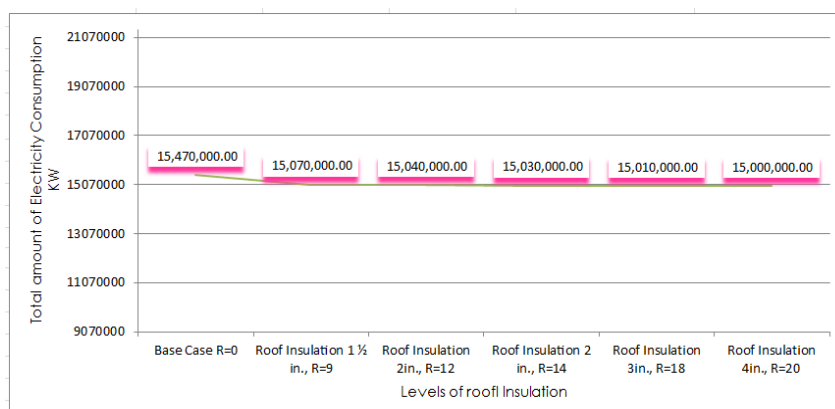 Total amount of Electricity Consumption
KW
21070000
19070000
17070000
15070000
13070000
11070000
9070000
15,470,000.00
15,070,000.00
15,040,000.00
15,030,000.00
15,010,000.00
15,000,000.00
Base Case R=0
Roof Insulation 1 ½
in., R=9
Roof Insulation
2in., R=12
Roof Insulation 2
in., R=14
Roof Insulation
3in., R=18
Roof Insulation
4in., R=20
Levels of roofl Insulation